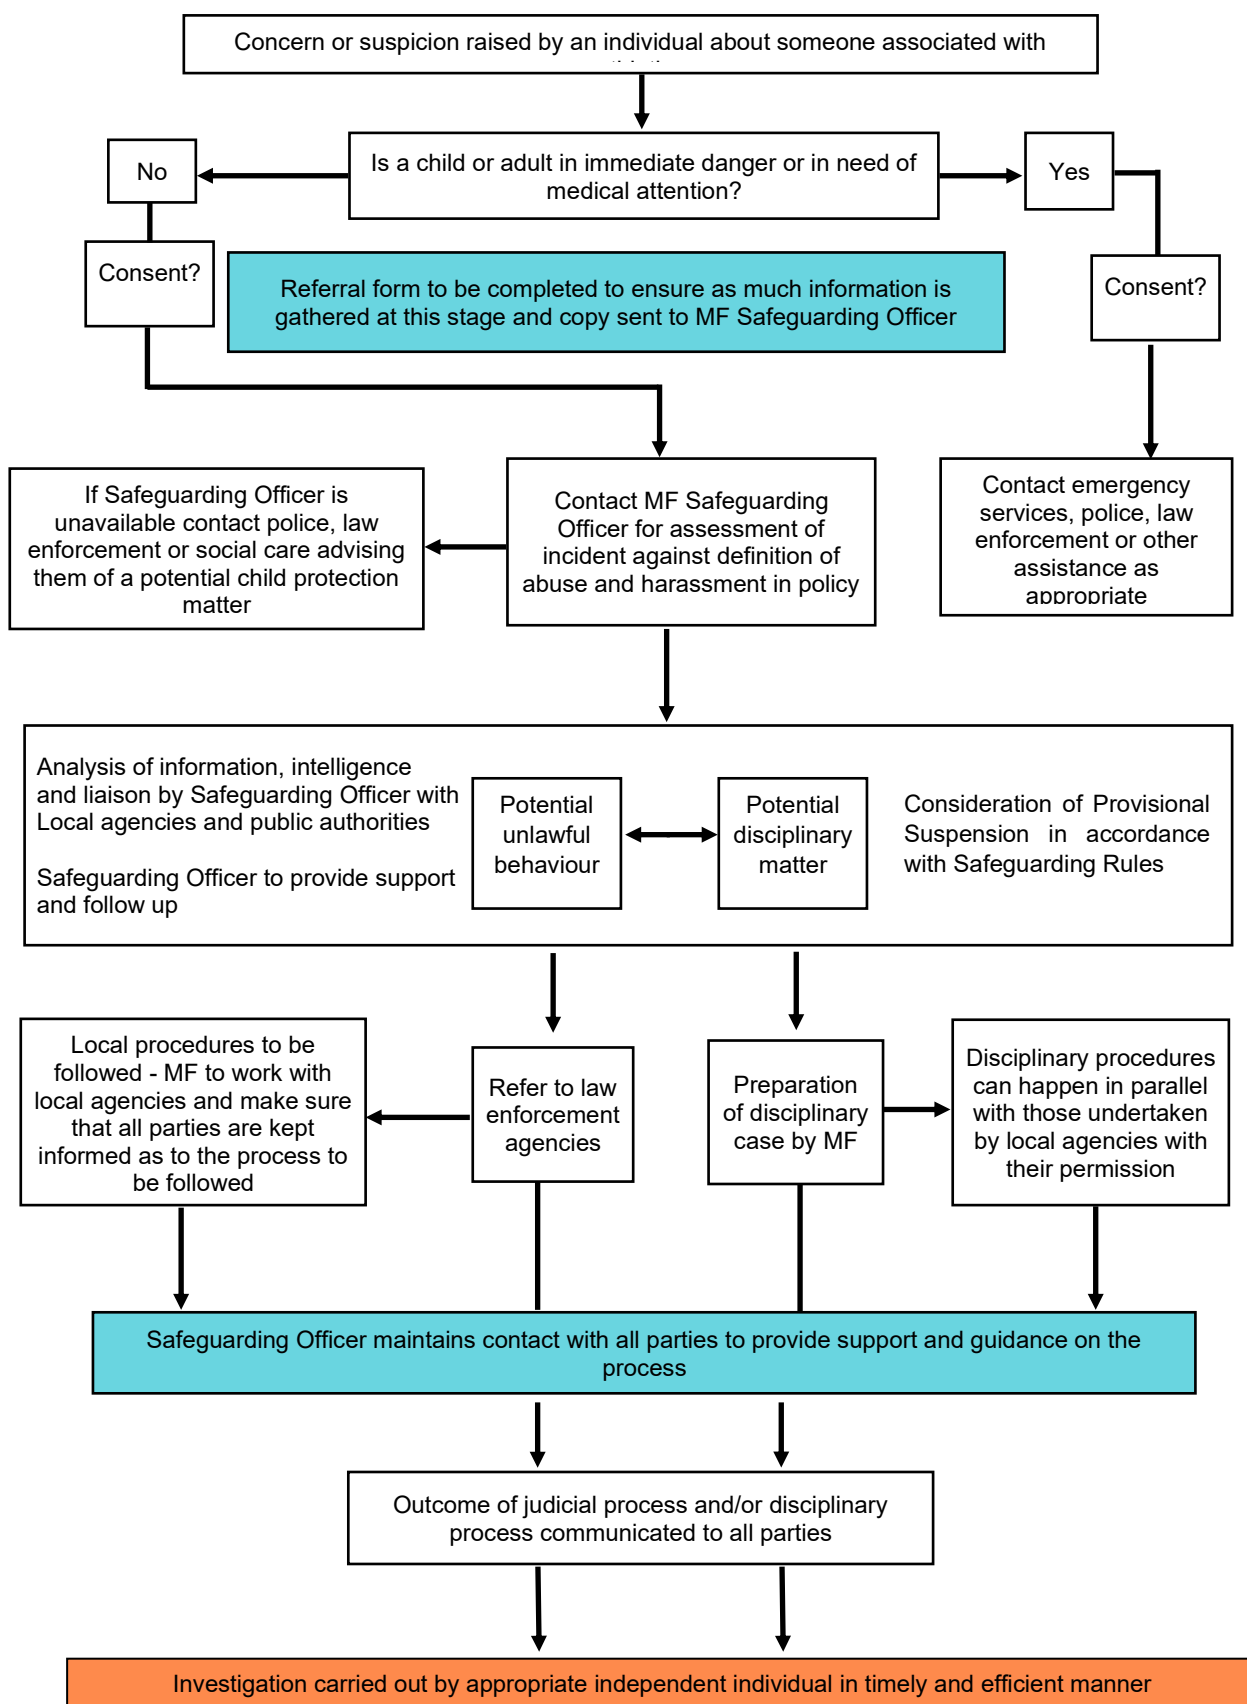 Concern or suspicion raised by an individual about someone associated with
Is a child or adult in immediate danger or in need of
medical attention?
No
Yes
Consent?
Referral form to be completed to ensure as much information is
gathered at this stage and copy sent to MF Safeguarding Officer
Consent?
If Safeguarding Officer is
unavailable contact police, law
enforcement or social care advising
them of a potential child protection
matter
Contact MF Safeguarding
Officer for assessment of
incident against definition of
abuse and harassment in policy
Contact emergency
services, police, law
enforcement or other
assistance as
appropriate
Analysis of information, intelligence
and liaison by Safeguarding Officer with
Local agencies and public authorities
Safeguarding Officer to provide support
and follow up
Potential
unlawful
behaviour
Potential
disciplinary
matter
Consideration of Provisional
Suspension in accordance
with Safeguarding Rules
Local procedures to be
followed - MF to work with
local agencies and make sure
that all parties are kept
informed as to the process to
be followed
Refer to law
enforcement
agencies
Preparation
of disciplinary
case by MF
Disciplinary procedures
can happen in parallel
with those undertaken
by local agencies with
their permission
Safeguarding Officer maintains contact with all parties to provide support and guidance on the
process
Outcome of judicial process and/or disciplinary
process communicated to all parties
Investigation carried out by appropriate independent individual in timely and efficient manner